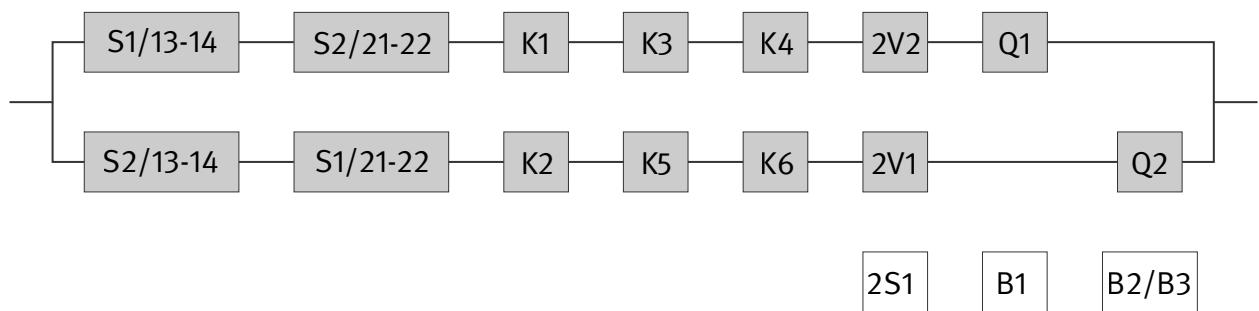 S1/13-14 S2/21-22 K1 K3 K4 2V2 Q1
S2/13-14 S1/21-22 K2 K5 K6 2V1 Q2
2S1 B1 B2/B3